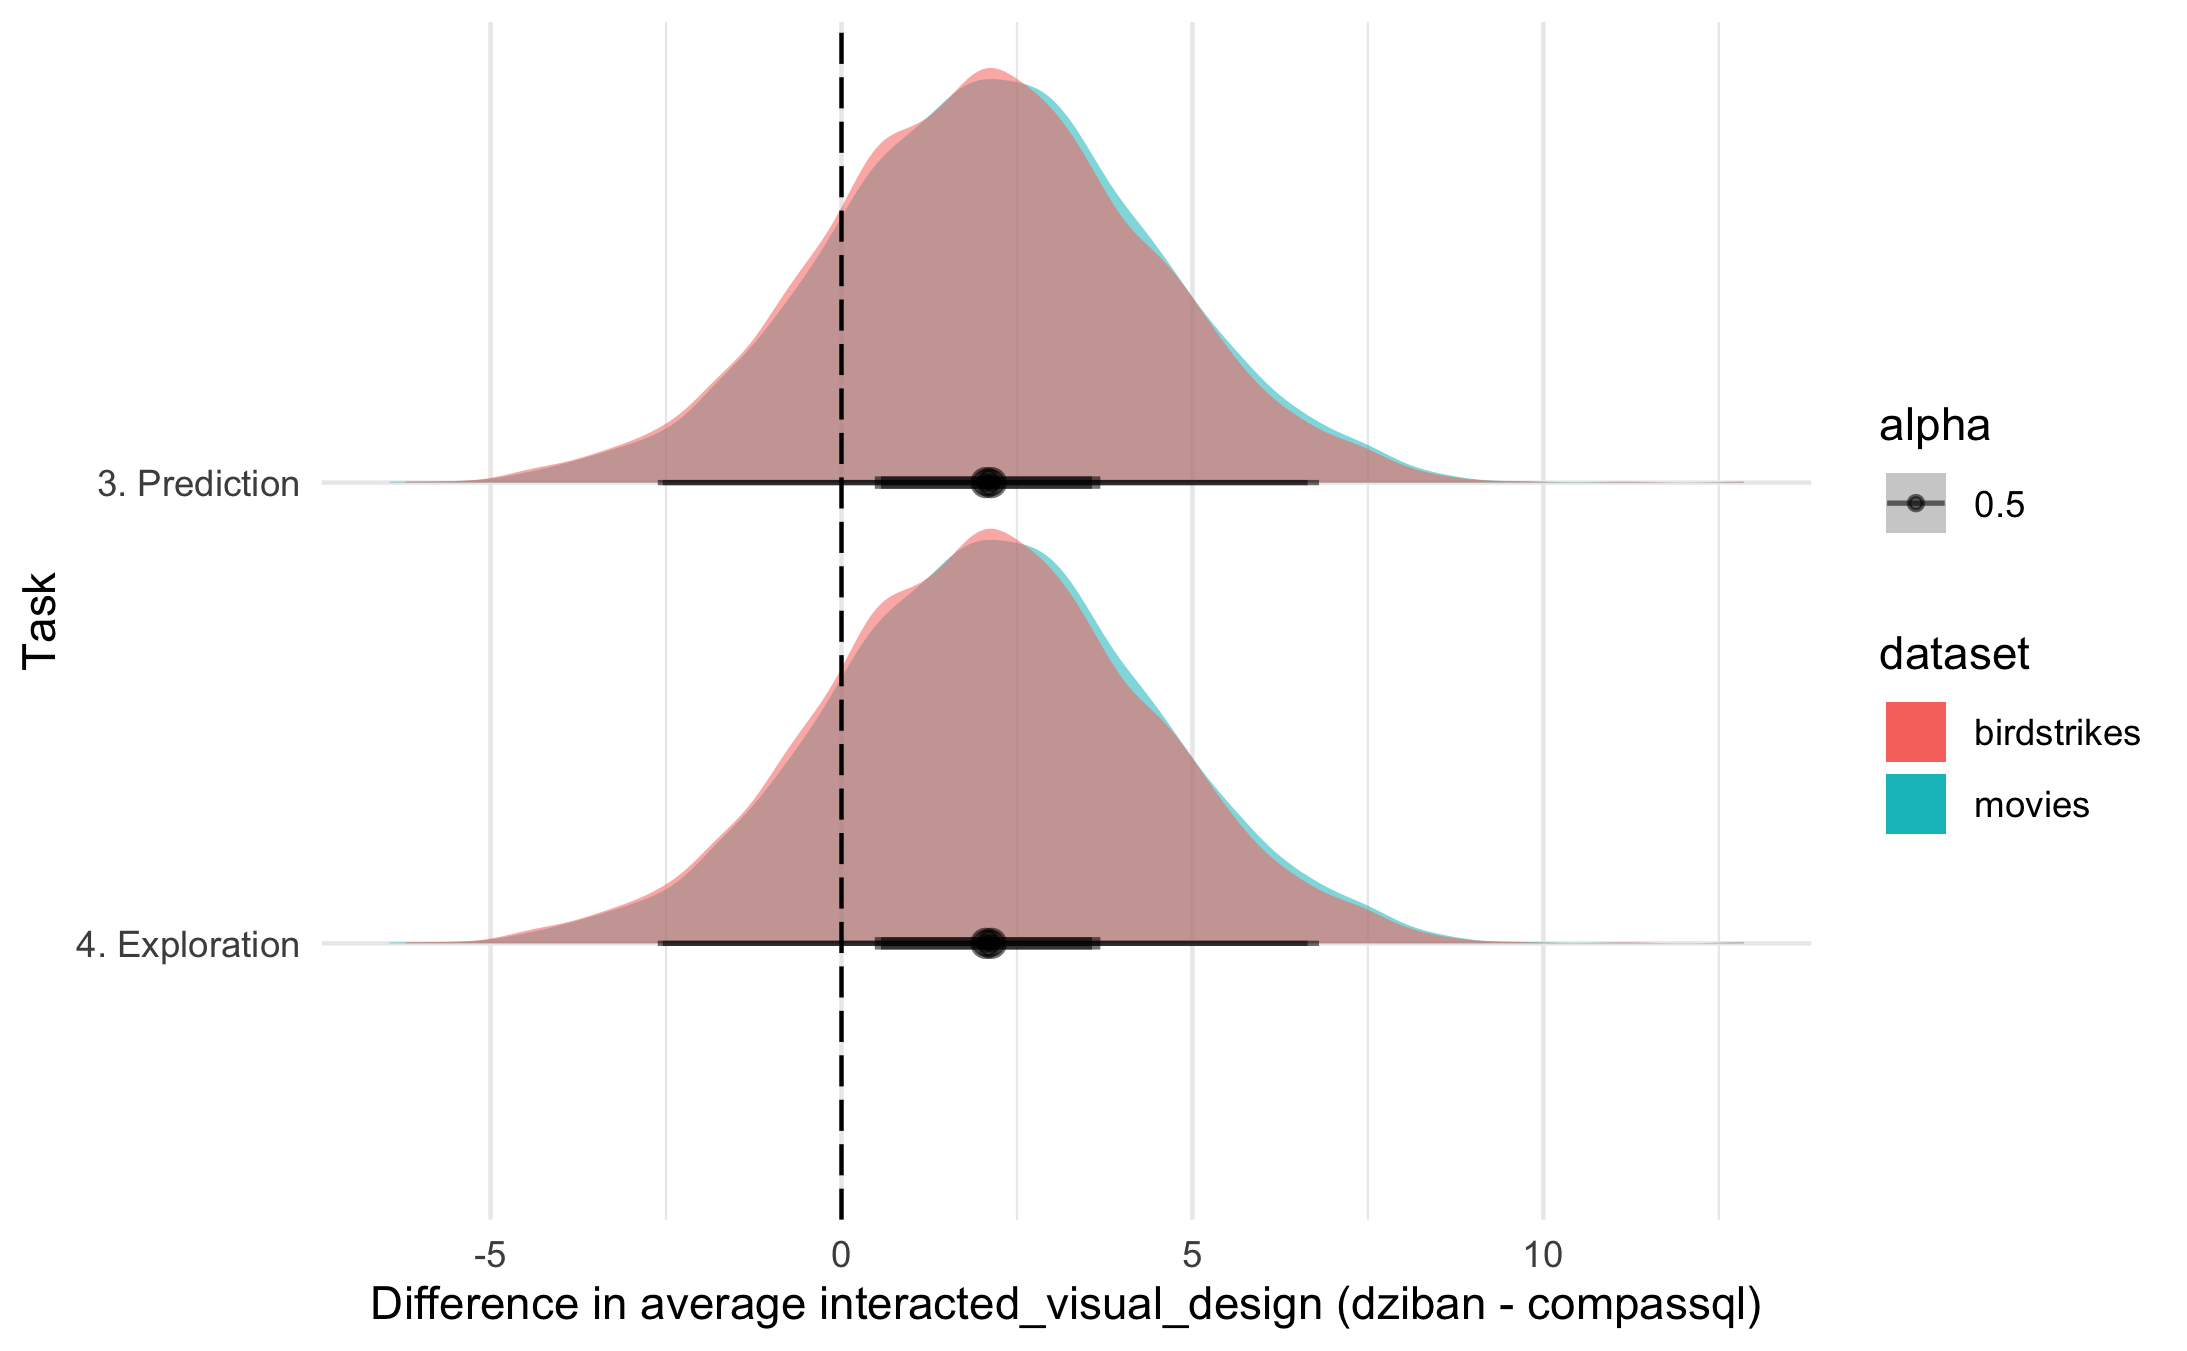 3. Prediction
4. Exploration
Task
-5 0 5 10
Difference in average interacted_visual_design (dziban - compassql)
alpha
0.5
dataset
birdstrikes
movies